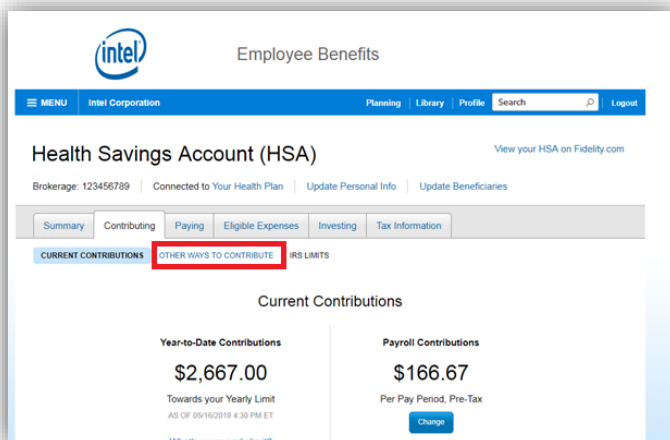 intel
Employee Benefits
MENU Intel Corporation Planning Library Profile Search Logout
Health Savings Account (HSA)
View your HSA on Fidelity.com
Brokerage: 123456789 Connected to Your Health Plan Update Personal Info Update Beneficiaries
Summary Contributing Paying Eligible Expenses Investing Tax Information
CURRENT CONTRIBUTIONS OTHER WAYS TO CONTRIBUTE IRS LIMITS
Current Contributions
Year-to-Date Contributions Payroll Contributions
$2,667.00 $166.67
Towards your Yearly Limit Per Pay Period, Pre-Tax
AS OF 05/16/2019 4:30 PM ET
Change